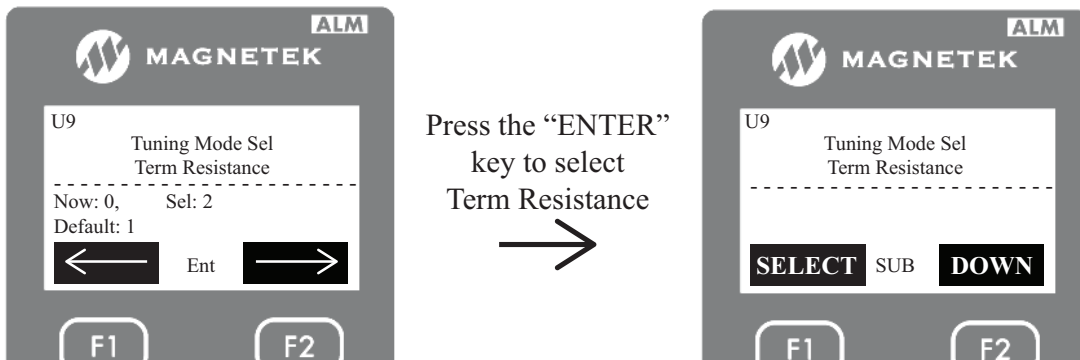 ALM
MAGNETEK
U9
Tuning Mode Sel
Term Resistance
Now: 0, Sel: 2
Default: 1
Ent
F1 F2
Press the “ENTER”
key to select
Term Resistance
ALM
MAGNETEK
U9
Tuning Mode Sel
Term Resistance
SELECT SUB DOWN
F1 F2